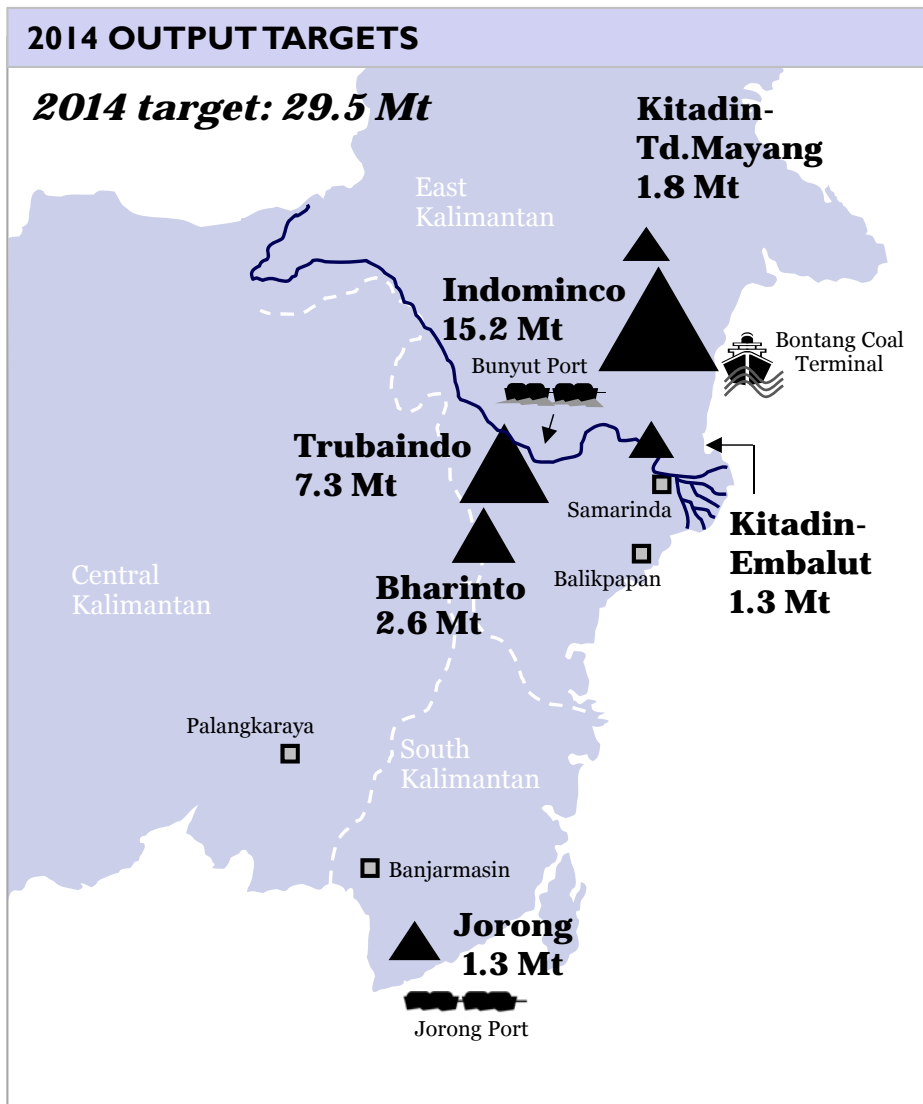 2014 OUTPUT TARGETS
2014 target: 29.5 Mt
Kitadin-
Td.Mayang
1.8 Mt
East
Kalimantan
Indominco
15.2 Mt
Bunyut Port
Bontang Coal
Terminal
Trubaindo
7.3 Mt
Samarinda
Kitadin-
Embalut
1.3 Mt
Balikpapan
Bharinto
2.6 Mt
Central
Kalimantan
Palangkaraya
South
Kalimantan
Banjarmasin
Jorong
1.3 Mt
Jorong Port